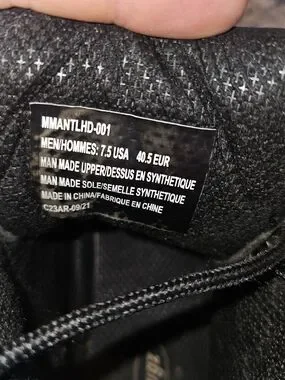 MMANTLHD-001
MEN/HOMMES: 7.5 USA 40.5 EUR
MAN MADE UPPER/DESSUS EN SYNTHETIQUE
MAN MADE SOLE/SEMELLE SYNTHETIQUE
MADE IN CHINA/FABRIQUE EN CHINE
C23AR-09/21